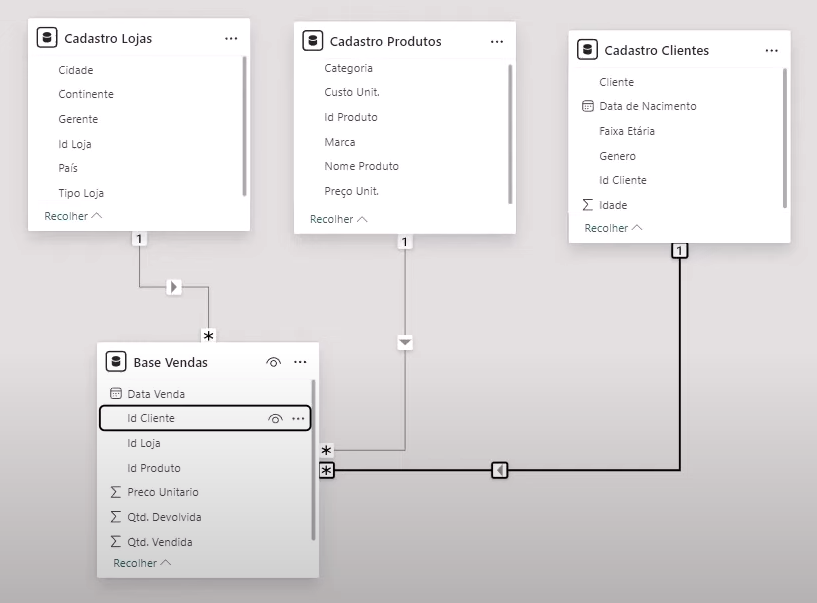 Cadastro Lojas
Cidade
Continente
Gerente
Id Loja
País
Tipo Loja
Recolher
1
Cadastro Produtos
Categoria
Custo Unit.
Id Produto
Marca
Nome Produto
Preço Unit.
Recolher
1
Cadastro Clientes
Cliente
Data de Nacimento
Faixa Etária
Genero
Id Cliente
Σ Idade
Recolher
1
*
Base Vendas
Data Venda
Id Cliente
Id Loja
Id Produto
Σ Preco Unitario
Σ Qtd. Devolvida
Σ Qtd. Vendida
Recolher
*
*